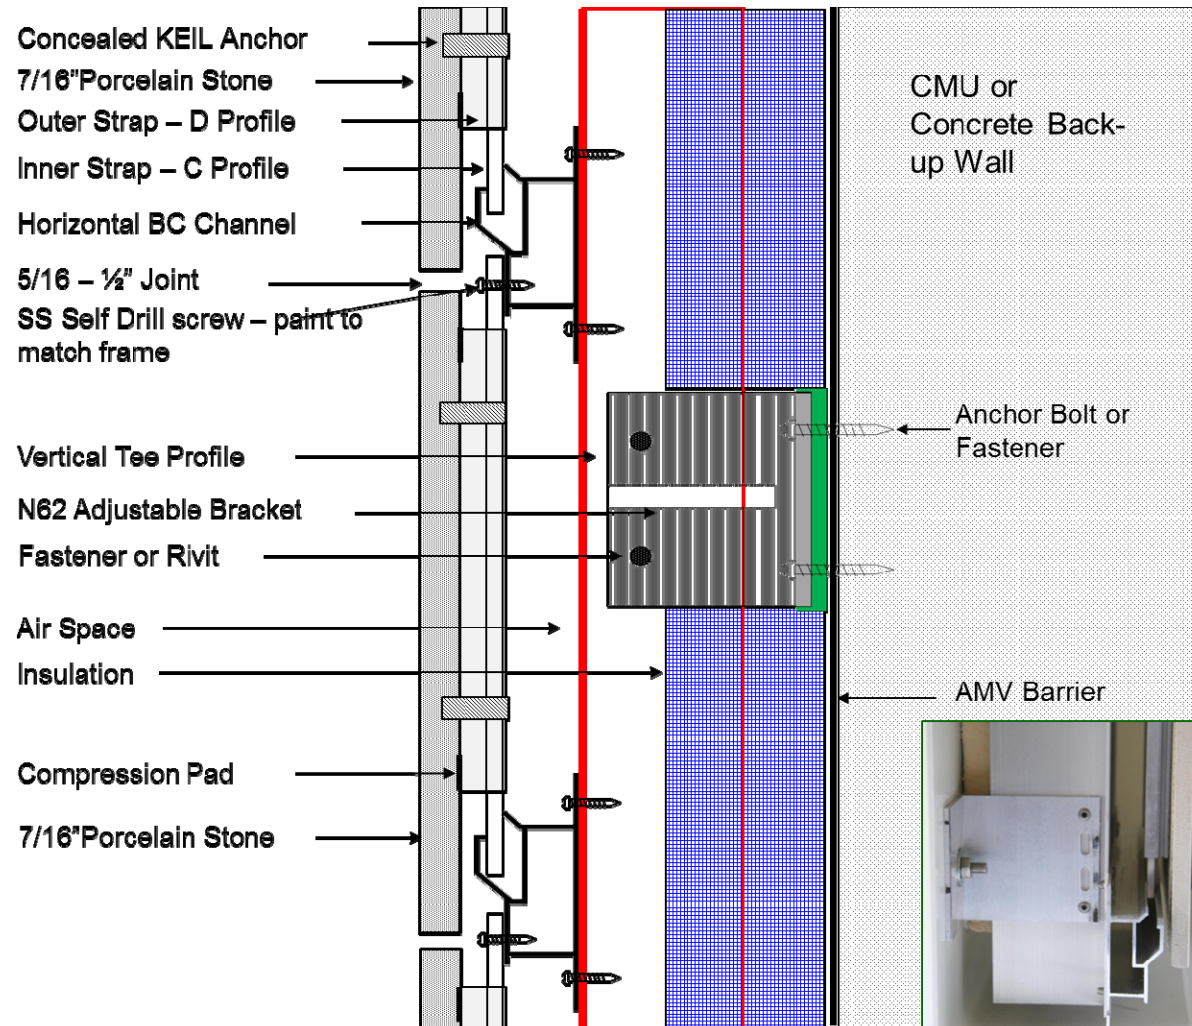 Concealed KEIL Anchor
7/16"Porcelain Stone
Outer Strap – D Profile
Inner Strap – C Profile
Horizontal BC Channel
5/16 – ½" Joint
SS Self Drill screw – paint to
match frame
Vertical Tee Profile
N62 Adjustable Bracket
Fastener or Rivit
Air Space
Insulation
Compression Pad
7/16"Porcelain Stone
CMU or
Concrete Back-
up Wall
Anchor Bolt or
Fastener
AMV Barrier